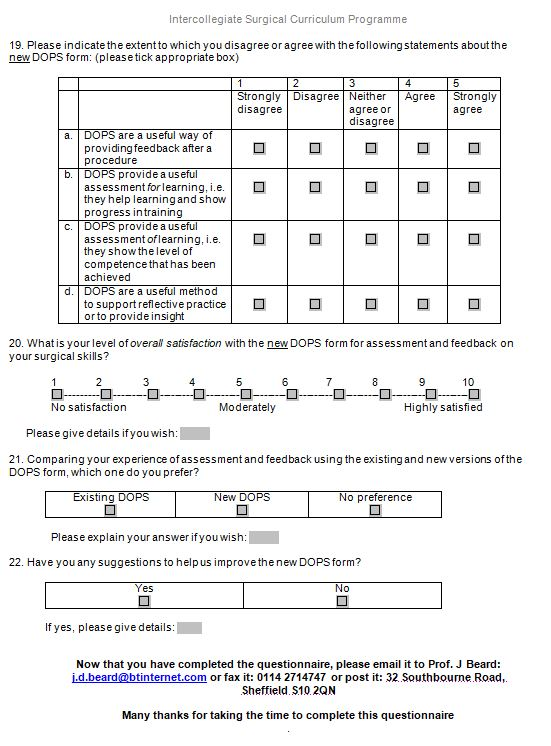 Intercollegiate Surgical Curriculum Programme
19. Please indicate the extent to which you disagree or agree with the following statements about the
new DOPS form: (please tick appropriate box)
1 2 3 4 5
Strongly disagree Disagree Neither agree or disagree Agree Strongly agree
a. DOPS are a useful way of
providing feedback after a
procedure
b. DOPS provide a useful
assessment for learning, i.e.
they help learning and show
progress in training
c. DOPS provide a useful
assessment of learning, i.e.
they show the level of
competence that has been
achieved
d. DOPS are a useful method
to support reflective practice
or to provide insight
20. What is your level of overall satisfaction with the new DOPS form for assessment and feedback on
your surgical skills?
1 2 3 4 5 6 7 8 9 10
No satisfaction Moderately Highly satisfied
Please give details if you wish:
21. Comparing your experience of assessment and feedback using the existing and new versions of the
DOPS form, which one do you prefer?
Existing DOPS New DOPS No preference
Please explain your answer if you wish:
22. Have you any suggestions to help us improve the new DOPS form?
Yes No
If yes, please give details:
Now that you have completed the questionnaire, please email it to Prof. J Beard:
j.d.beard@btinternet.com or fax it: 0114 2714747 or post it: 32 Southbourne Road,
Sheffield S10 2QN
Many thanks for taking the time to complete this questionnaire